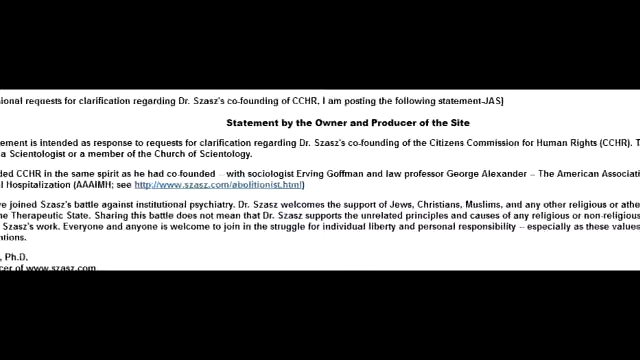 ional requests for clarification regarding Dr. Szasz's co-founding of CCHR, I am posting the following statement-JAS]
Statement by the Owner and Producer of the Site
ement is intended as response to requests for clarification regarding Dr. Szasz's co-founding of the Citizens Commission for Human Rights (CCHR). T
a Scientologist or a member of the Church of Scientology.
ded CCHR in the same spirit as he had co-founded -- with sociologist Erving Goffman and law professor George Alexander -- The American Associati
l Hospitalization (AAAIMH; see http://www.szasz.com/abolitionist.html)
ve joined Szasz's battle against institutional psychiatry. Dr. Szasz welcomes the support of Jews, Christians, Muslims, and any other religious or athe
he Therapeutic State. Sharing this battle does not mean that Dr. Szasz supports the unrelated principles and causes of any religious or non-religious
Szasz's work. Everyone and anyone is welcome to join in the struggle for individual liberty and personal responsibility -- especially as these values
ntions.
, Ph.D.
cer of www.szasz.com